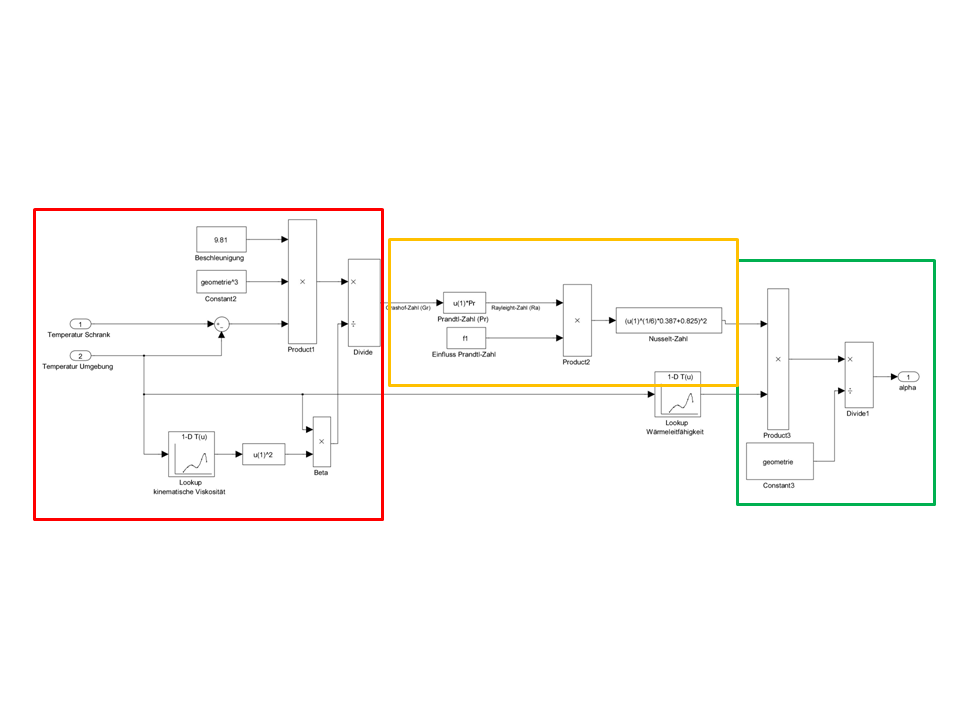 9.81
Beschleunigung
geometrie^3
Constant2
1
Temperatur Schrank
2
Temperatur Umgebung
+
-
×
Product1
×
÷
Divide
1-D T(u)
Lookup
kinematische Viskosität
u(1)^2
×
Beta
Grashof-Zahl (Gr)
u(1)*Pr
Prandtl-Zahl (Pr)
Rayleight-Zahl (Ra)
f1
Einfluss Prandtl-Zahl
×
Product2
(u(1)^(1/6)*0.387+0.825)^2
Nusselt-Zahl
1-D T(u)
Lookup
Wärmeleitfähigkeit
×
Product3
geometrie
Constant3
×
÷
Divide1
1
alpha